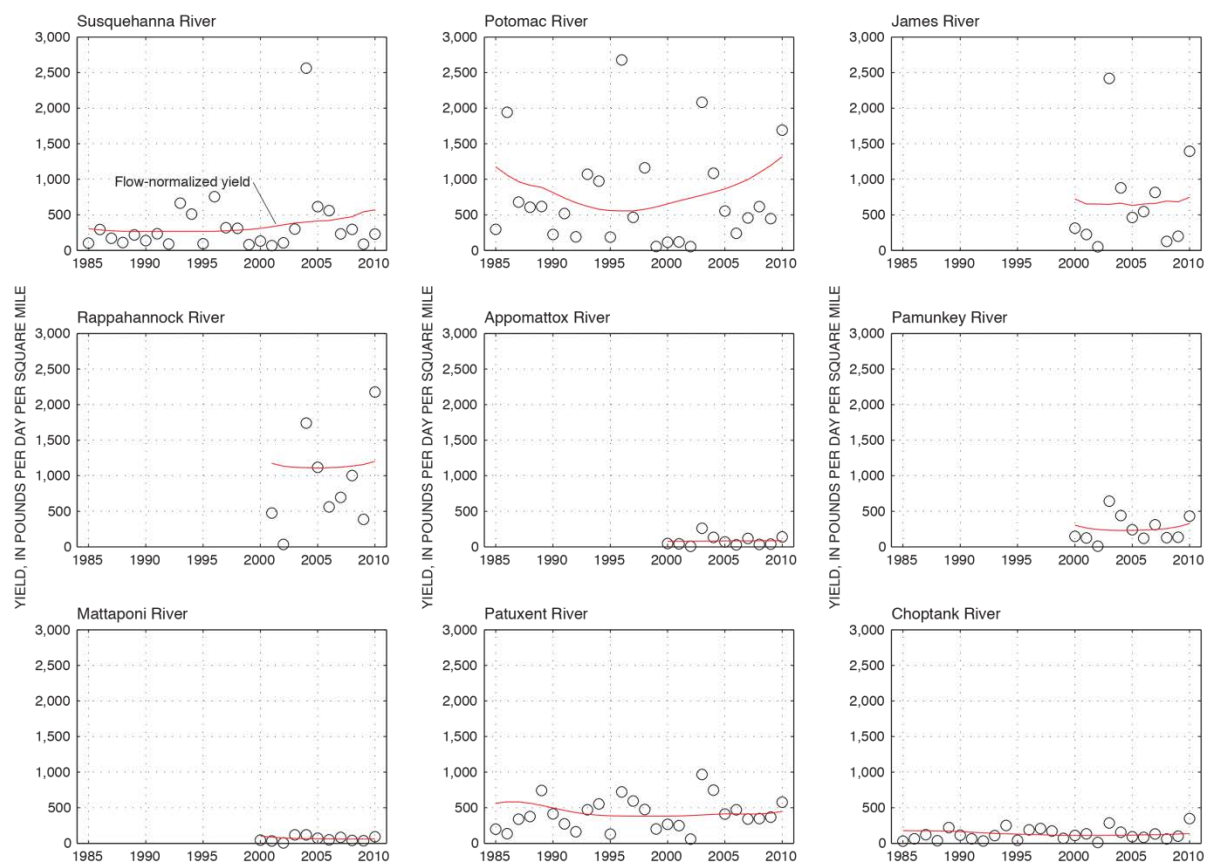 Susquehanna River
3,000
2,500
2,000
1,500
1,000
500
0
Flow-normalized yield
1985 1990 1995 2000 2005 2010
Potomac River
3,000
2,500
2,000
1,500
1,000
500
0
1985 1990 1995 2000 2005 2010
James River
3,000
2,500
2,000
1,500
1,000
500
0
1985 1990 1995 2000 2005 2010
YIELD, IN POUNDS PER DAY PER SQUARE MILE
Rappahannock River
3,000
2,500
2,000
1,500
1,000
500
0
1985 1990 1995 2000 2005 2010
YIELD, IN POUNDS PER DAY PER SQUARE MILE
Appomattox River
3,000
2,500
2,000
1,500
1,000
500
0
1985 1990 1995 2000 2005 2010
YIELD, IN POUNDS PER DAY PER SQUARE MILE
Pamunkey River
3,000
2,500
2,000
1,500
1,000
500
0
1985 1990 1995 2000 2005 2010
Mattaponi River
3,000
2,500
2,000
1,500
1,000
500
0
1985 1990 1995 2000 2005 2010
Patuxent River
3,000
2,500
2,000
1,500
1,000
500
0
1985 1990 1995 2000 2005 2010
Choptank River
3,000
2,500
2,000
1,500
1,000
500
0
1985 1990 1995 2000 2005 2010